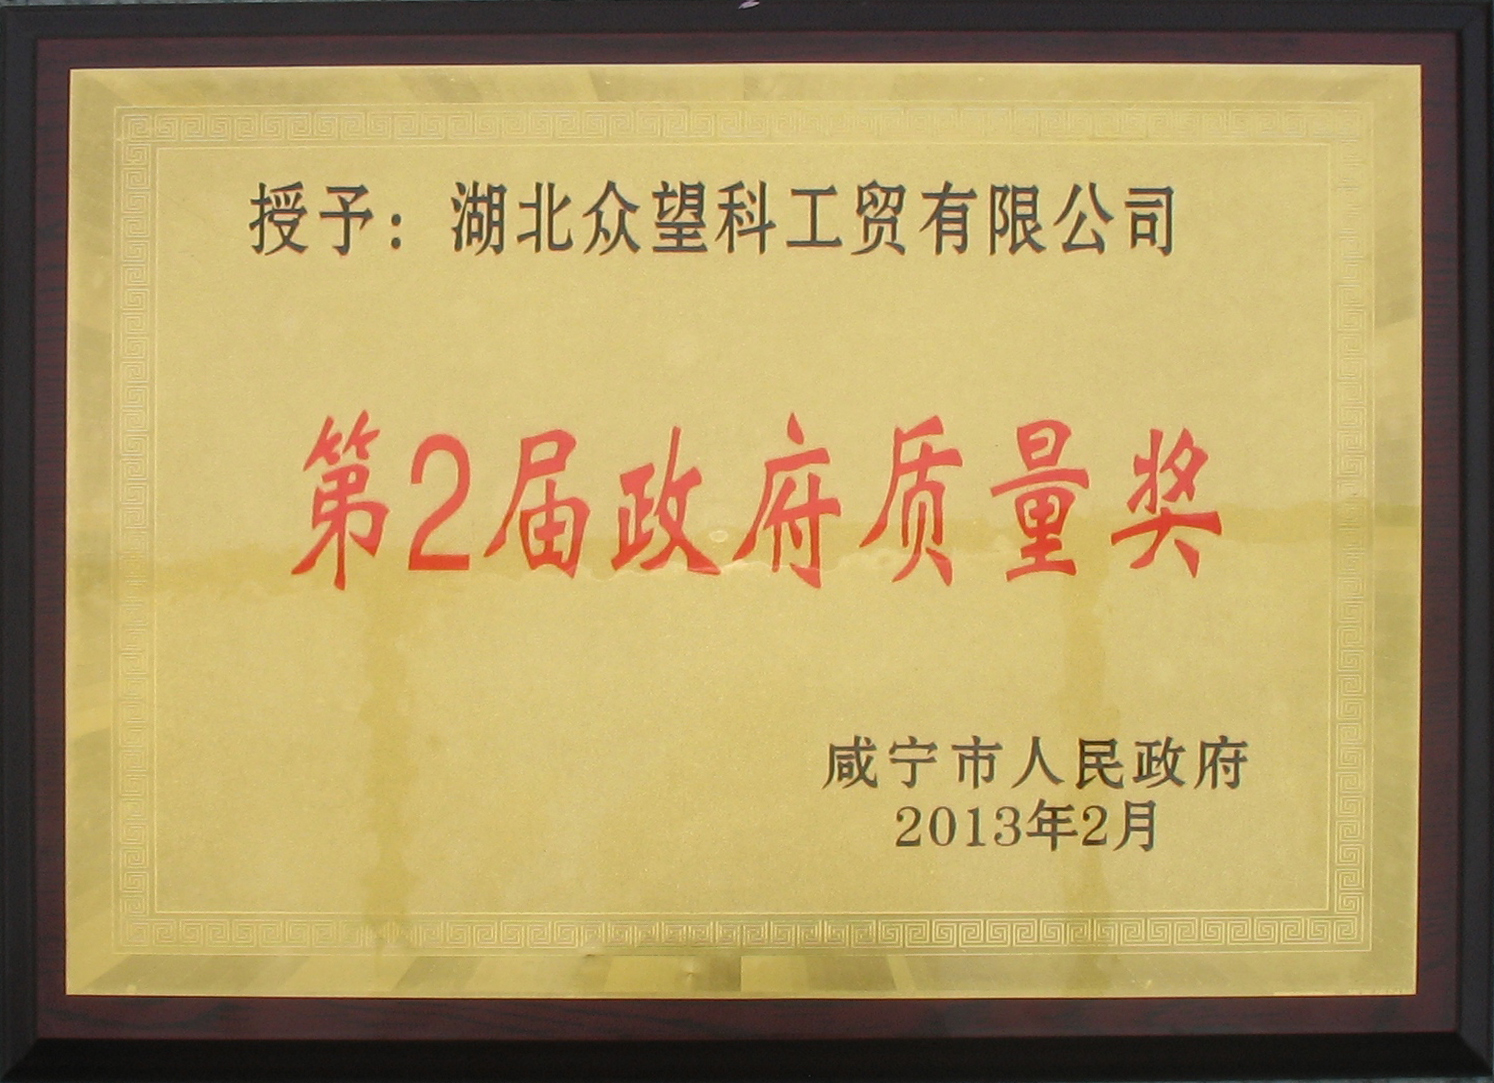 授予：湖北众望科工贸有限公司
第2届政府质量奖
咸宁市人民政府
2013年2月